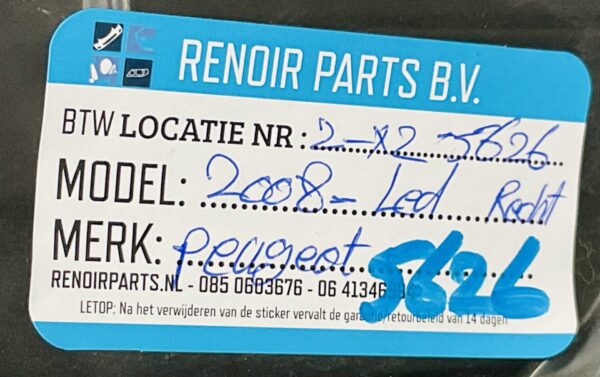 RENOIR PARTS B.V.
BTW LOCATIE NR: 2-X2-5626
MODEL: 2008- Led Recht
MERK: peugeot 5626
RENOIRPARTS.NL - 085 0603676 - 06 41346
LETOP: Na het verwijderen van de sticker vervalt de garantie/retourbeleid van 14 dagen